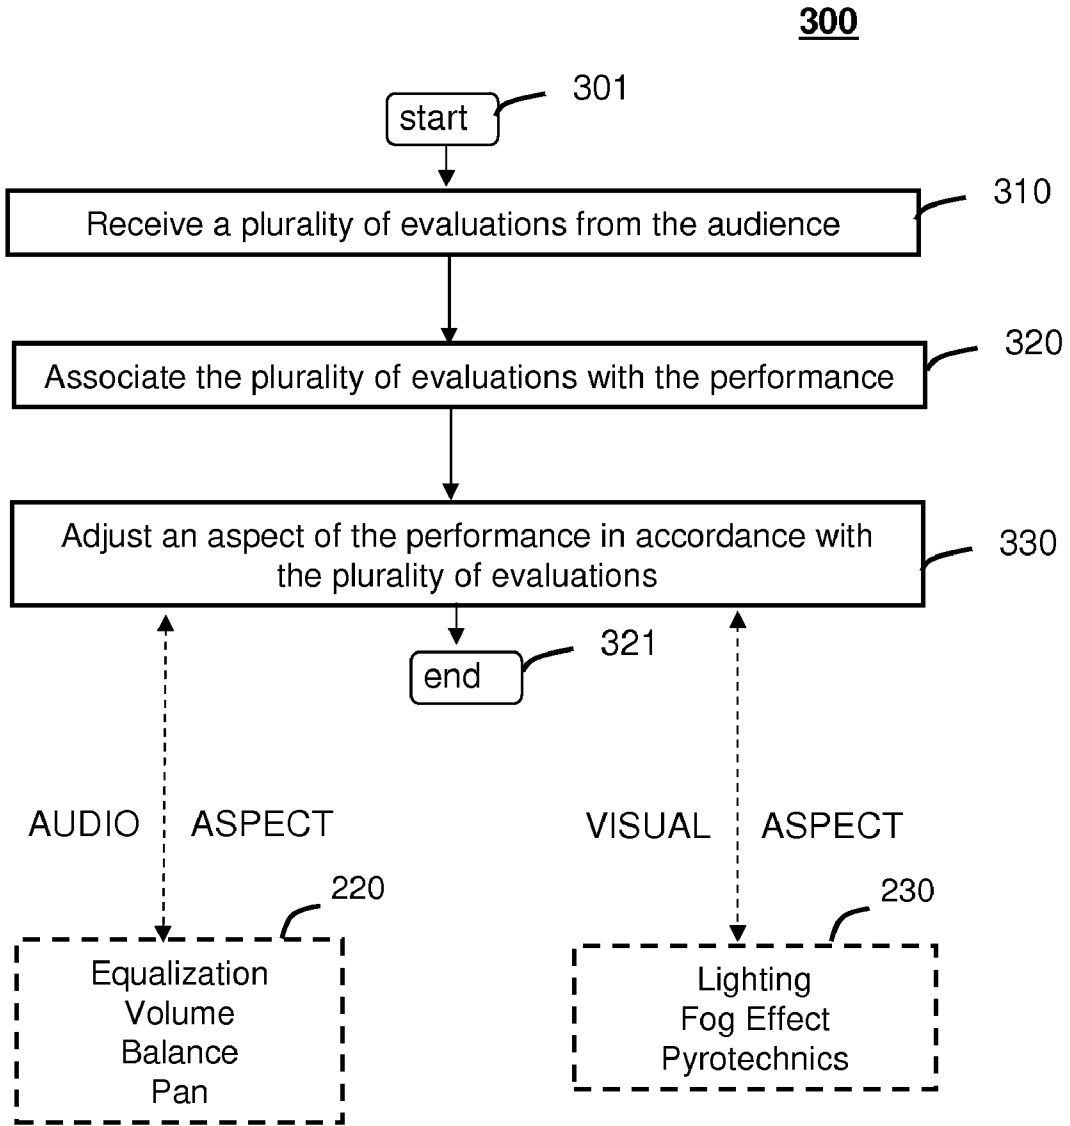 300
start
301
310
Receive a plurality of evaluations from the audience
320
Associate the plurality of evaluations with the performance
330
Adjust an aspect of the performance in accordance with
the plurality of evaluations
321
end
AUDIO ASPECT
VISUAL ASPECT
220
230
Equalization
Volume
Balance
Pan
Lighting
Fog Effect
Pyrotechnics